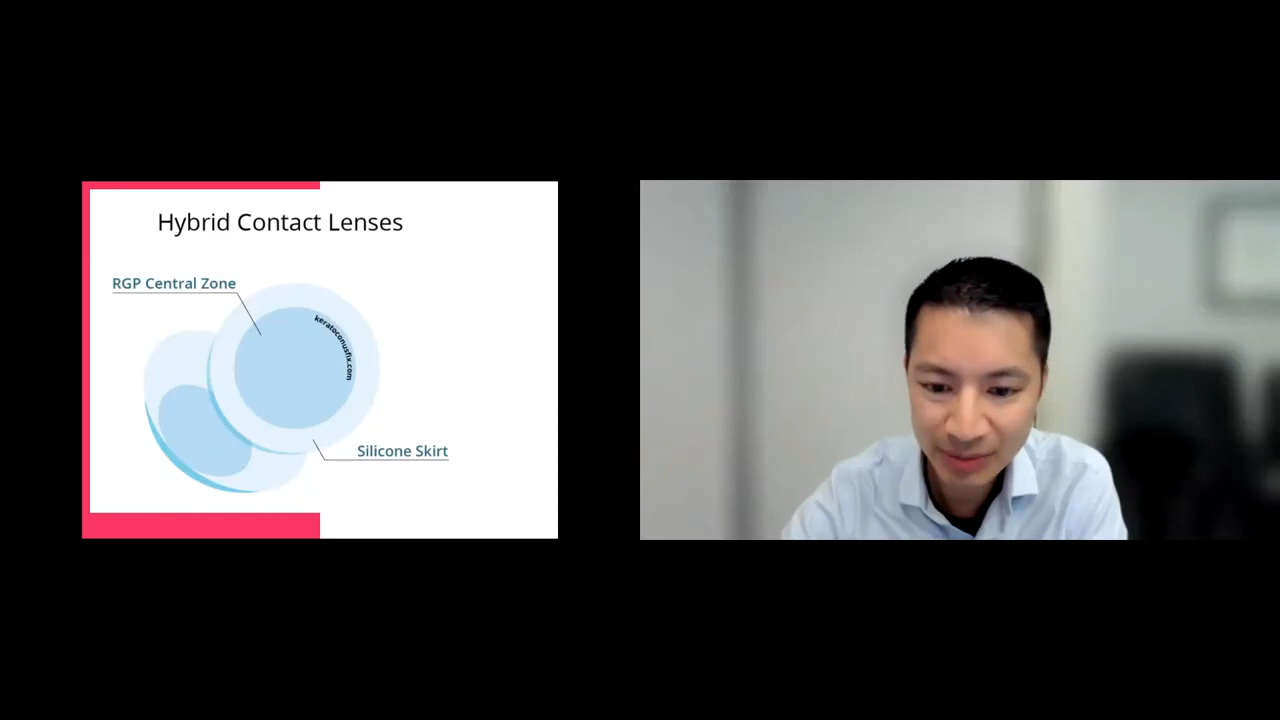 Hybrid Contact Lenses
RGP Central Zone
keratoconusfix.com
Silicone Skirt